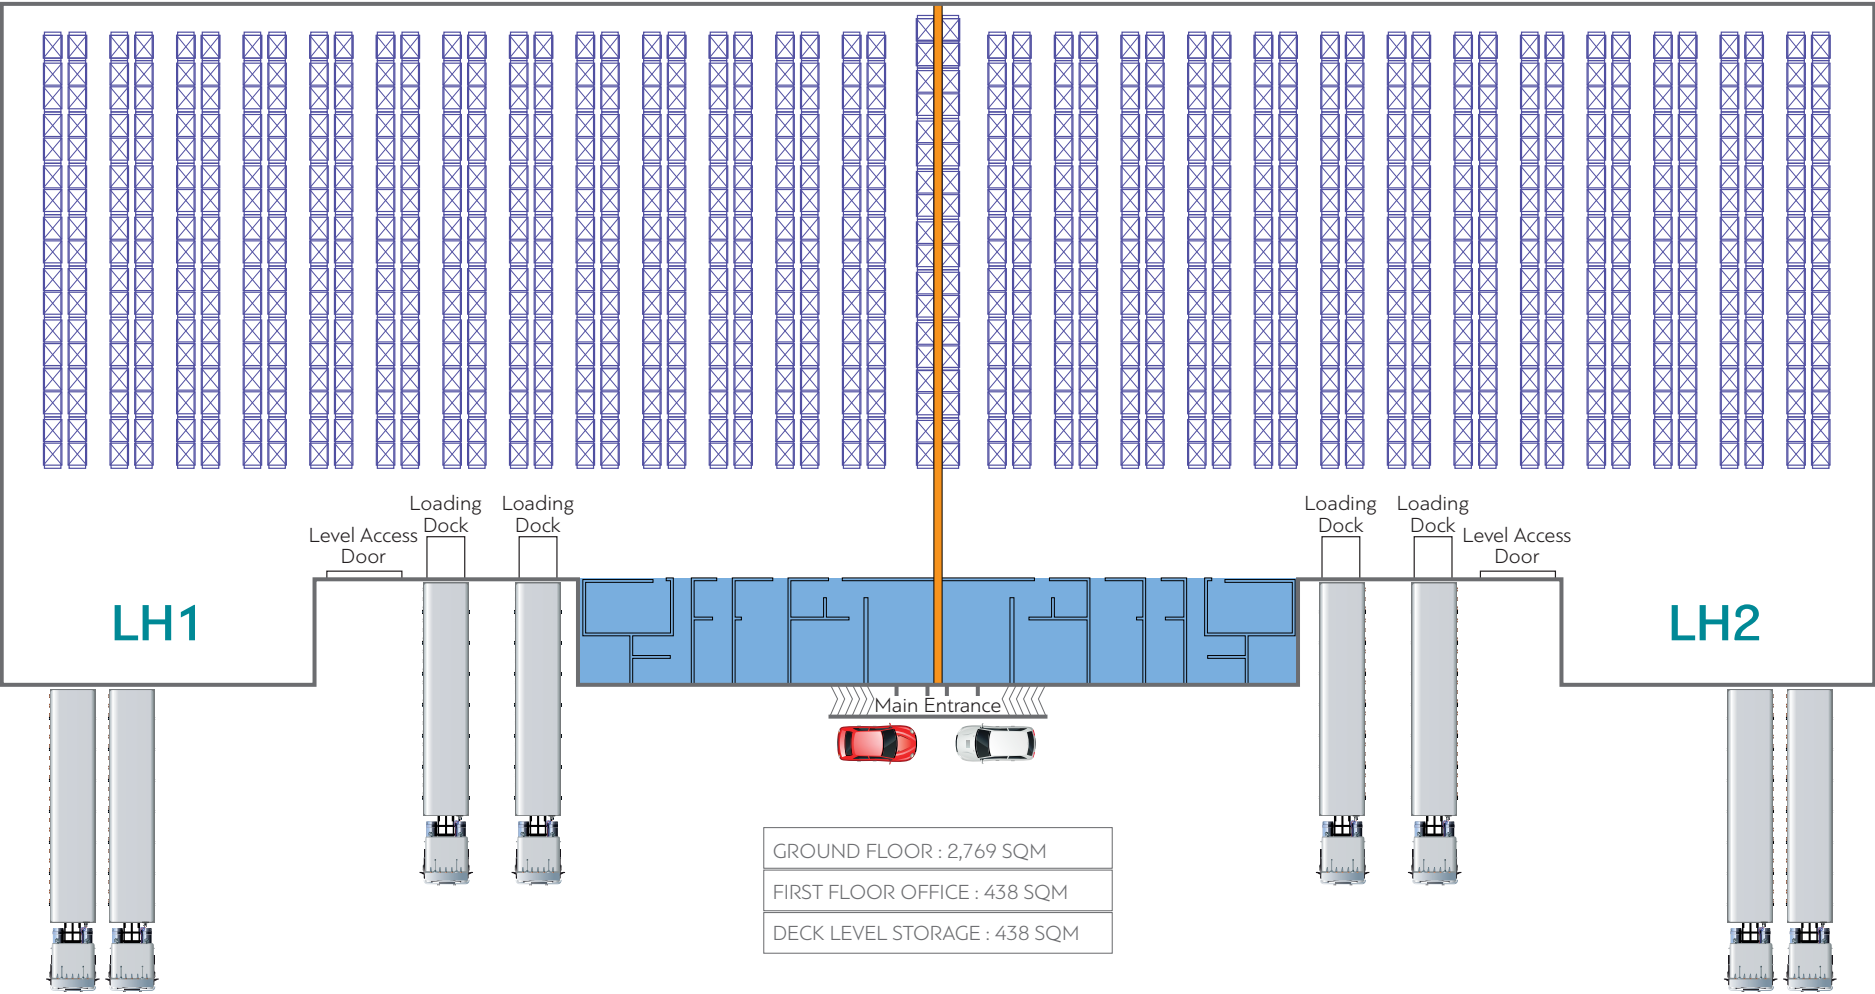 Loading
Dock
Loading
Dock
Level Access
Door
Loading
Dock
Loading
Dock
Level Access
Door
LH1
LH2
Main Entrance
GROUND FLOOR : 2,769 SQM
FIRST FLOOR OFFICE : 438 SQM
DECK LEVEL STORAGE : 438 SQM